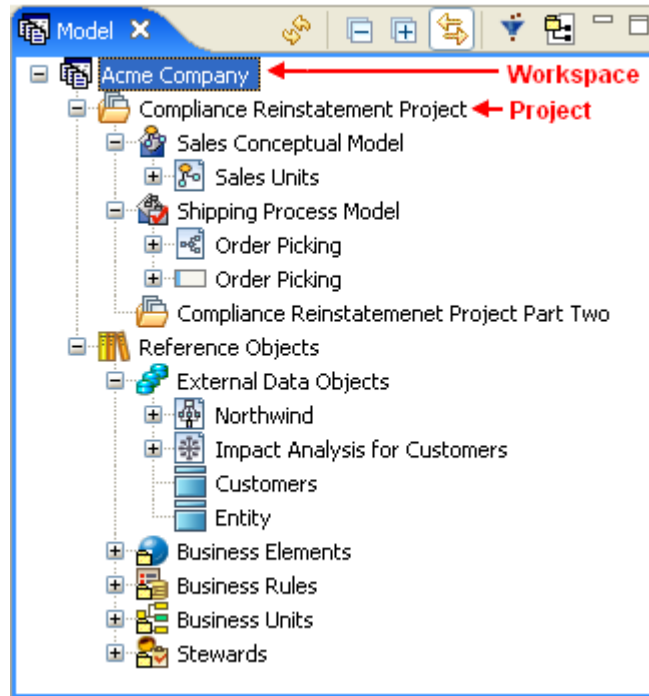 Model
Acme Company Workspace
Compliance Reinstatement Project Project
Sales Conceptual Model
Sales Units
Shipping Process Model
Order Picking
Order Picking
Compliance Reinstatemenet Project Part Two
Reference Objects
External Data Objects
Northwind
Impact Analysis for Customers
Customers
Entity
Business Elements
Business Rules
Business Units
Stewards